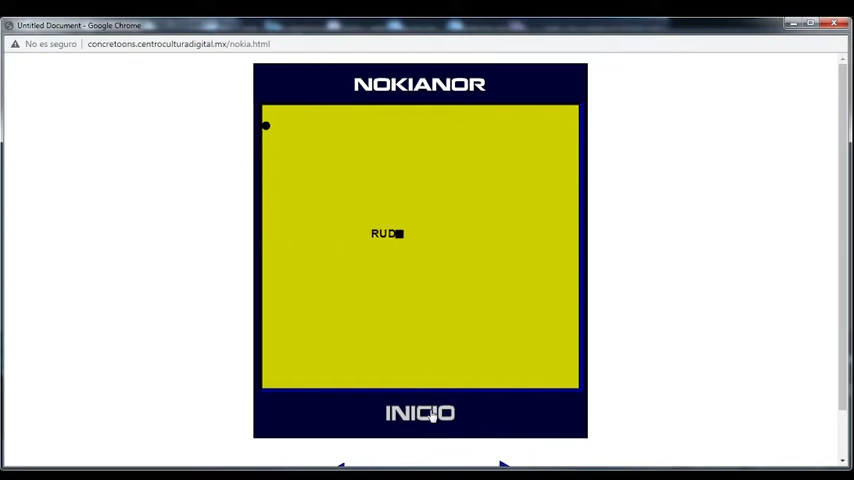 Untitled Document - Google Chrome
No es seguro | concretoons.centroculturadigital.mx/nokia.html
NOKIANOR
RUD
INICIO